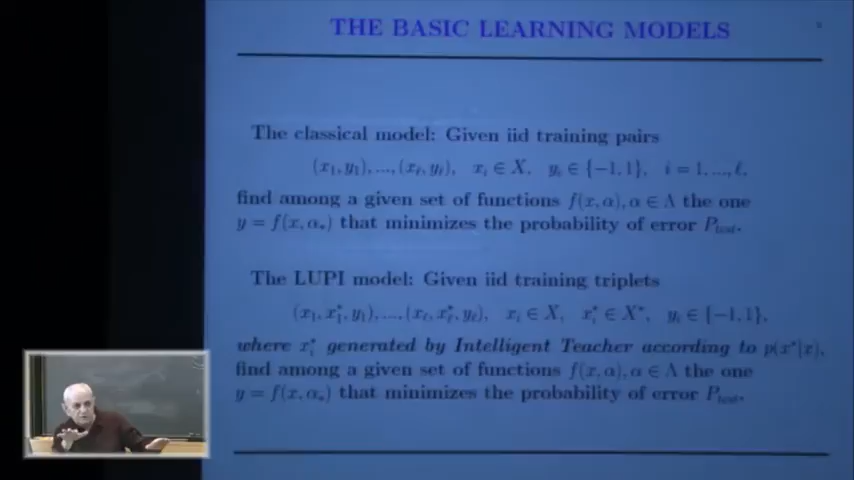 THE BASIC LEARNING MODELS
The classical model: Given iid training pairs
(x₁, y₁), ..., (xℓ, yℓ), xᵢ ∈ X, yᵢ ∈ {−1, 1}, i = 1, ..., ℓ,
find among a given set of functions f(x, α), α ∈ Λ the one
y = f(x, α*) that minimizes the probability of error P_test.
The LUPI model: Given iid training triplets
(x₁, x₁*, y₁), ..., (xℓ, xℓ*, yℓ), xᵢ ∈ X, xᵢ* ∈ X*, yᵢ ∈ {−1, 1},
where xᵢ* generated by Intelligent Teacher according to p(x*|x),
find among a given set of functions f(x, α), α ∈ Λ the one
y = f(x, α*) that minimizes the probability of error P_test.